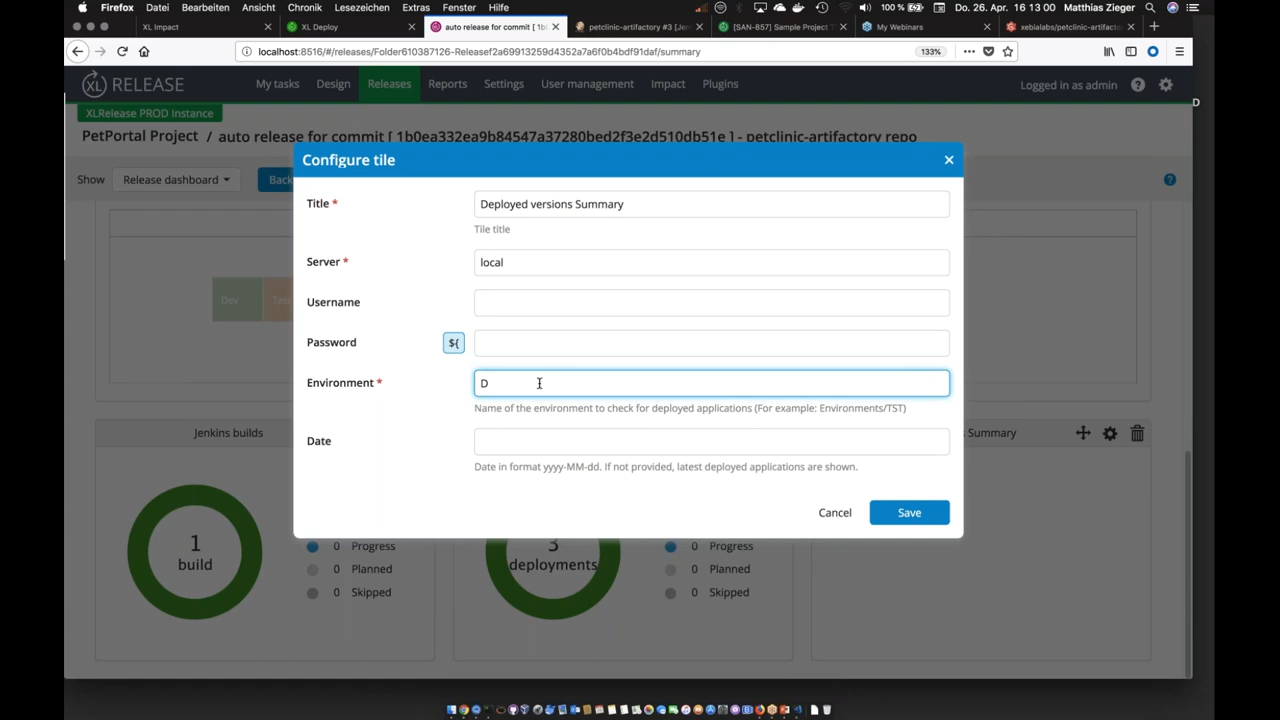 Firefox Datei Bearbeiten Ansicht Chronik Lesezeichen Extras Fenster Hilfe 100 % Do. 26. Apr. 16 13 00 Matthias Zieger
XL Impact XL Deploy auto release for commit [ 1b petclinic-artifactory #3 [Jen [SAN-857] Sample Project T My Webinars xebialabs/petclinic-artifact
localhost:8516/#/releases/Folder610387126-Releasef2a69913259d4352a7a6f0b4bdf91daf/summary 133%
XL RELEASE My tasks Design Releases Reports Settings User management Impact Plugins Logged in as admin
D
XLRelease PROD Instance
PetPortal Project / auto release for commit [ 1b0ea332ea9b84547a37280bed2f3e2d510db51e ] - petclinic-artifactory repo
Configure tile
Show Release dashboard Back
Title * Deployed versions Summary
Tile title
Server * local
Username
Dev Test
Password ${
Environment * D
Name of the environment to check for deployed applications (For example: Environments/TST)
Jenkins builds Summary
Date
Date in format yyyy-MM-dd. If not provided, latest deployed applications are shown.
Cancel Save
1
build
3
deployments
0 Progress 0 Progress
0 Planned 0 Planned
0 Skipped 0 Skipped